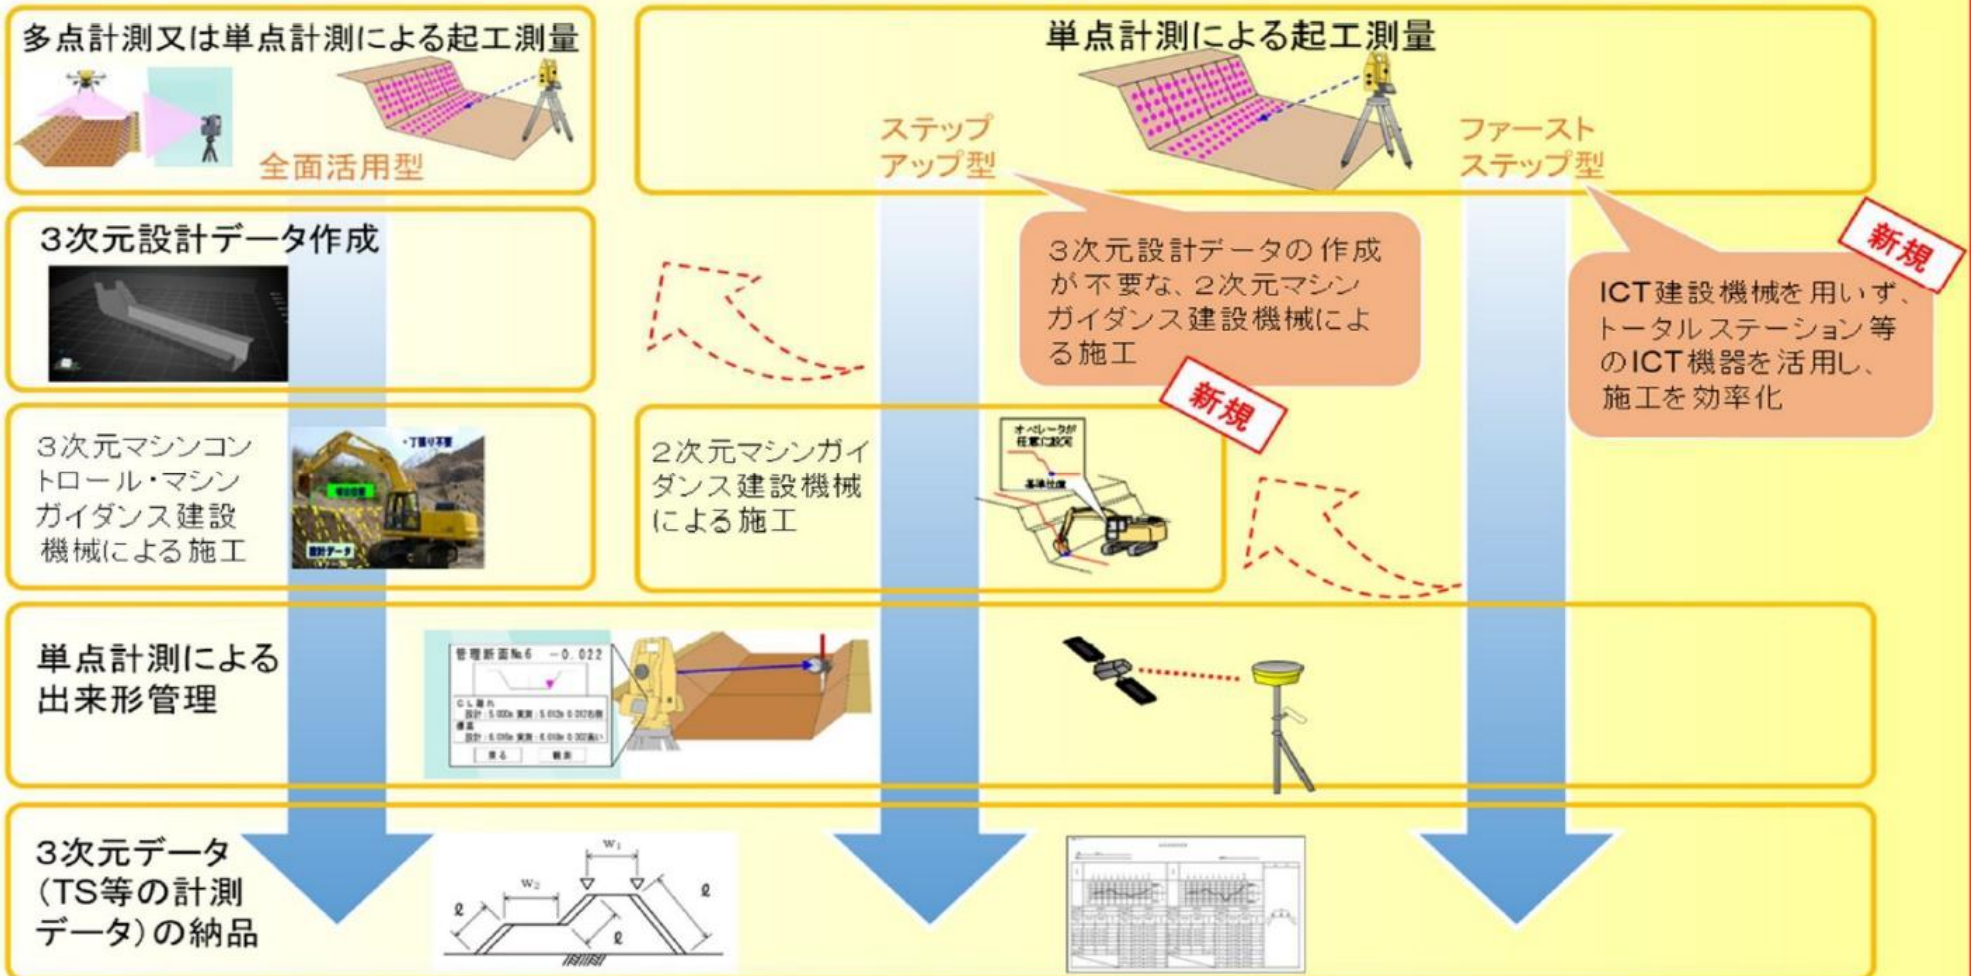 多点計測又は単点計測による起工測量
全面活用型
単点計測による起工測量
ステップ
アップ型
ファースト
ステップ型
3次元設計データ作成
3次元設計データの作成
が不要な、2次元マシン
ガイダンス建設機械によ
る施工
新規
ICT建設機械を用いず、
トータルステーション等
のICT機器を活用し、
施工を効率化
新規
3次元マシンコン
トロール・マシン
ガイダンス建設
機械による施工
・丁張り不要
設計データ
2次元マシンガイ
ダンス建設機械
による施工
オペレータが
任意に設定
基準位置
単点計測による
出来形管理
管理断面№6 -0.022
CL離れ
標高
戻る
観測
3次元データ
(TS等の計測
データ)の納品
W1
W2
ℓ
ℓ
ℓ